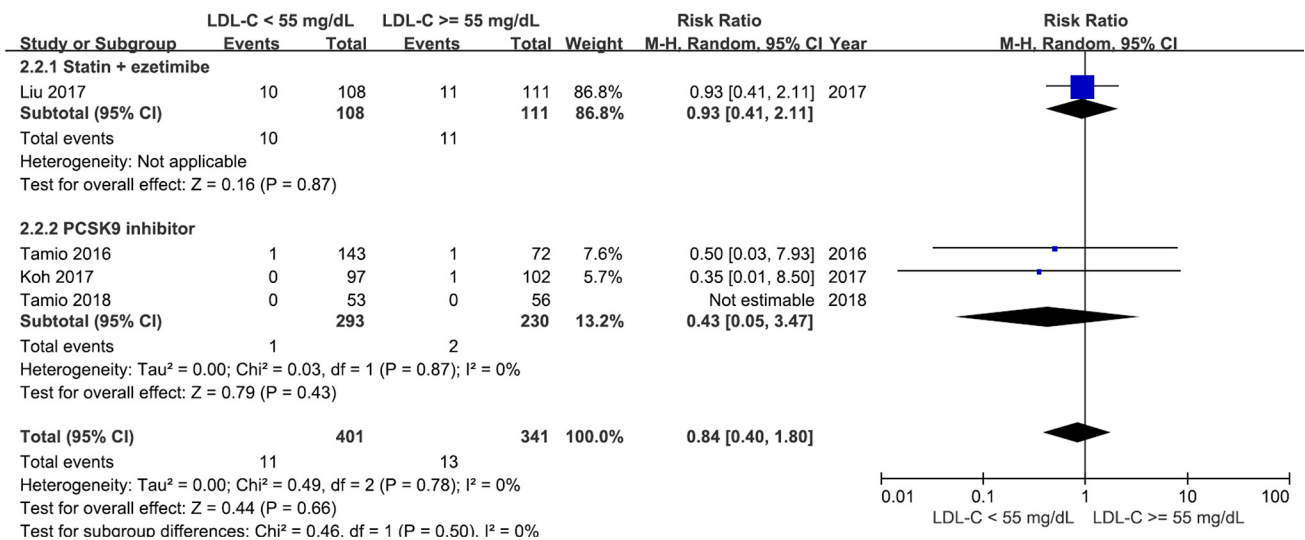 LDL-C < 55 mg/dL LDL-C >= 55 mg/dL Risk Ratio Risk Ratio
Study or Subgroup Events Total Events Total Weight M-H, Random, 95% CI Year M-H, Random, 95% CI
2.2.1 Statin + ezetimibe
Liu 2017 10 108 11 111 86.8% 0.93 [0.41, 2.11] 2017
Subtotal (95% CI) 108 111 86.8% 0.93 [0.41, 2.11]
Total events 10 11
Heterogeneity: Not applicable
Test for overall effect: Z = 0.16 (P = 0.87)
2.2.2 PCSK9 inhibitor
Tamio 2016 1 143 1 72 7.6% 0.50 [0.03, 7.93] 2016
Koh 2017 0 97 1 102 5.7% 0.35 [0.01, 8.50] 2017
Tamio 2018 0 53 0 56 Not estimable 2018
Subtotal (95% CI) 293 230 13.2% 0.43 [0.05, 3.47]
Total events 1 2
Heterogeneity: Tau² = 0.00; Chi² = 0.03, df = 1 (P = 0.87); I² = 0%
Test for overall effect: Z = 0.79 (P = 0.43)
Total (95% CI) 401 341 100.0% 0.84 [0.40, 1.80]
Total events 11 13
Heterogeneity: Tau² = 0.00; Chi² = 0.49, df = 2 (P = 0.78); I² = 0%
Test for overall effect: Z = 0.44 (P = 0.66)
Test for subgroup differences: Chi² = 0.46, df = 1 (P = 0.50), I² = 0%
0.01 0.1 1 10 100
LDL-C < 55 mg/dL LDL-C >= 55 mg/dL